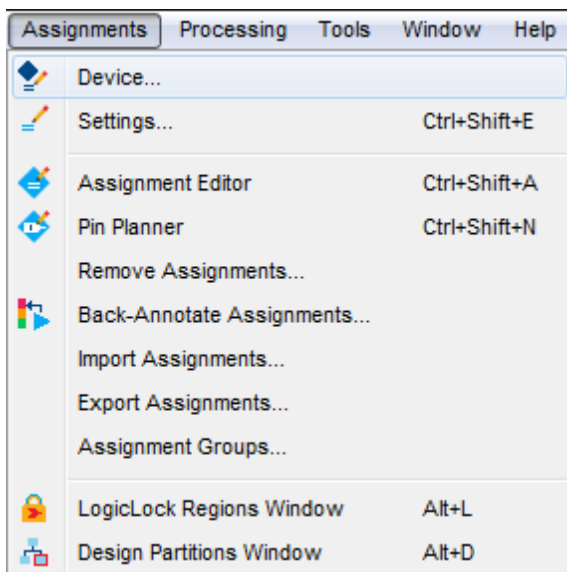 Assignments Processing Tools Window Help
Device...
Settings... Ctrl+Shift+E
Assignment Editor Ctrl+Shift+A
Pin Planner Ctrl+Shift+N
Remove Assignments...
Back-Annotate Assignments...
Import Assignments...
Export Assignments...
Assignment Groups...
LogicLock Regions Window Alt+L
Design Partitions Window Alt+D